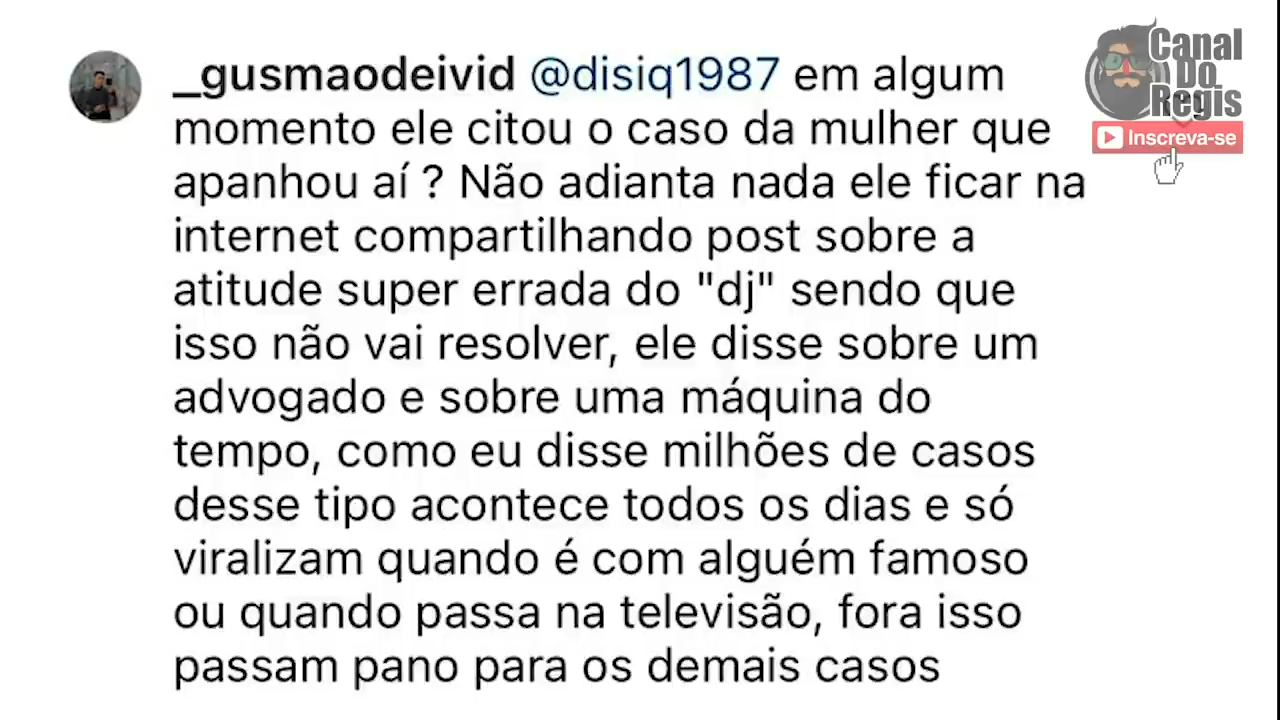 _gusmaodeivid @disiq1987 em algum
momento ele citou o caso da mulher que
apanhou aí ? Não adianta nada ele ficar na
internet compartilhando post sobre a
atitude super errada do "dj" sendo que
isso não vai resolver, ele disse sobre um
advogado e sobre uma máquina do
tempo, como eu disse milhões de casos
desse tipo acontece todos os dias e só
viralizam quando é com alguém famoso
ou quando passa na televisão, fora isso
passam pano para os demais casos
Canal
Do
Regis
Inscreva-se